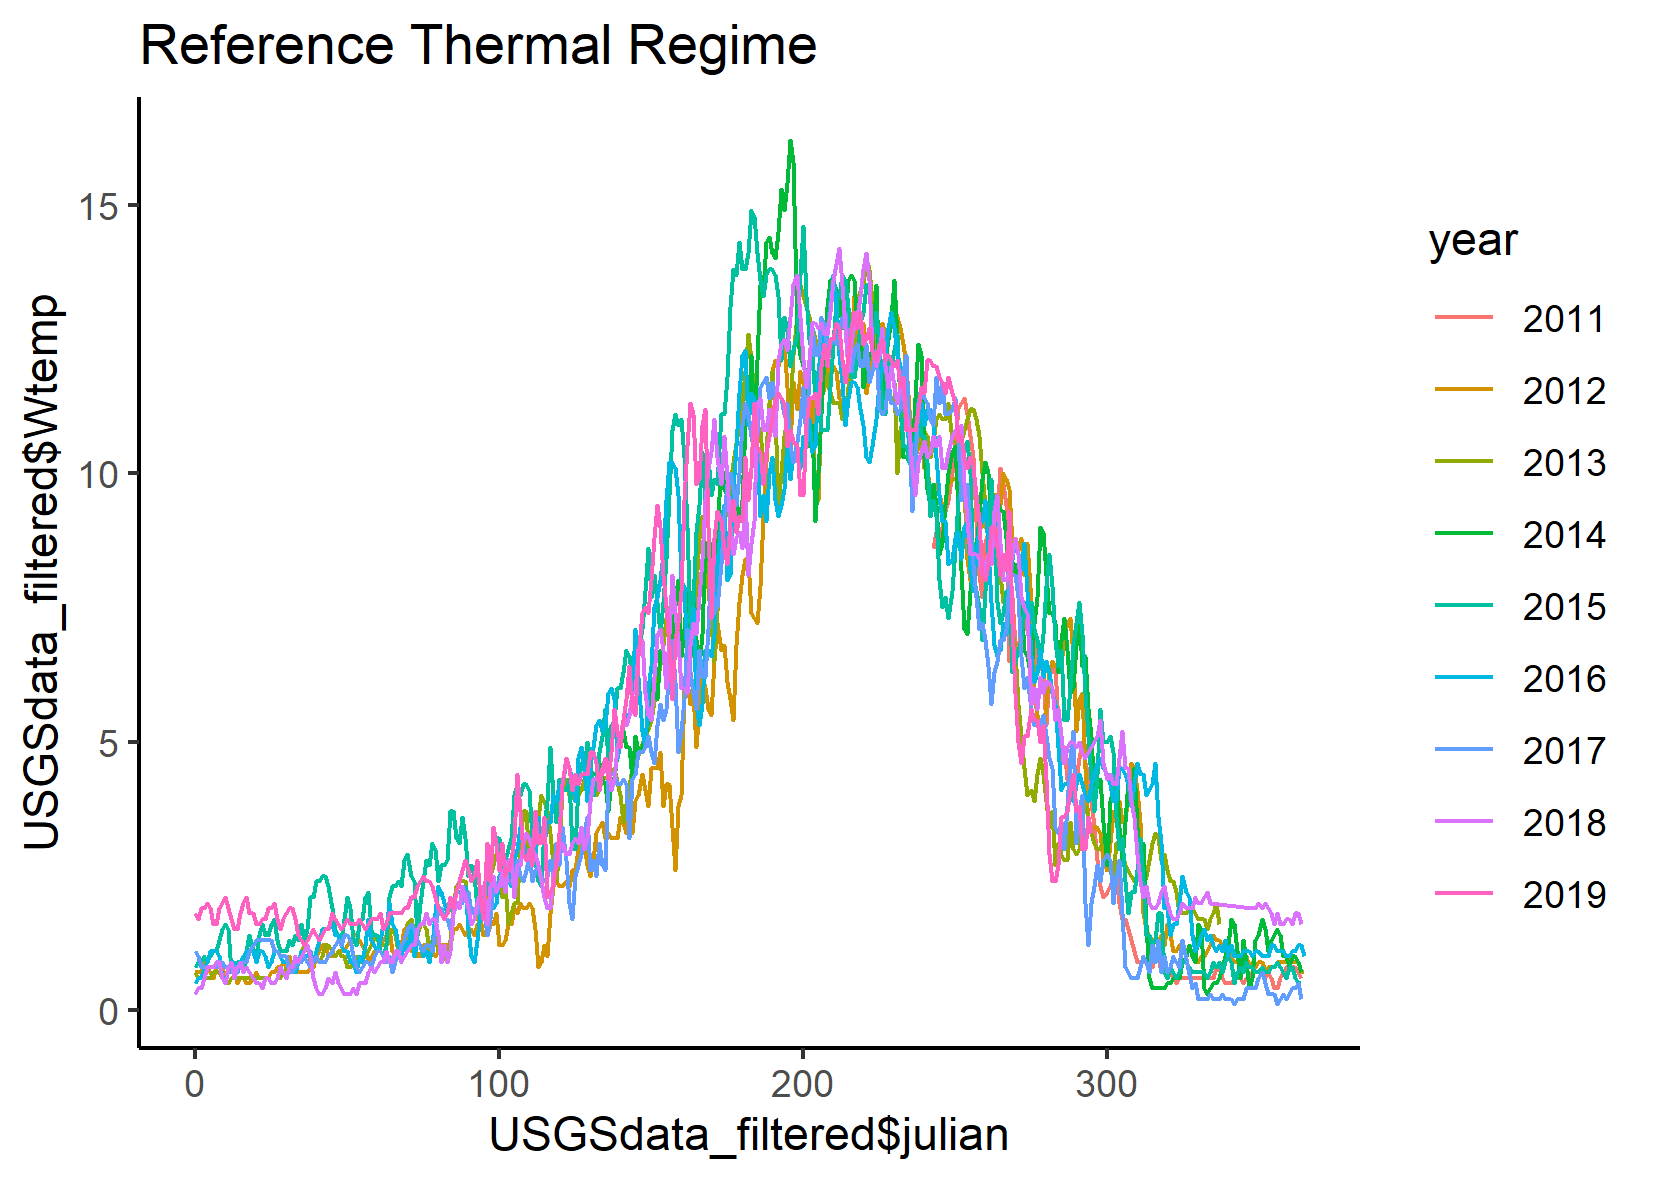 Reference Thermal Regime
USGSdata_filtered$Wtemp
15
10
5
0
0 100 200 300
USGSdata_filtered$julian
year
2011
2012
2013
2014
2015
2016
2017
2018
2019